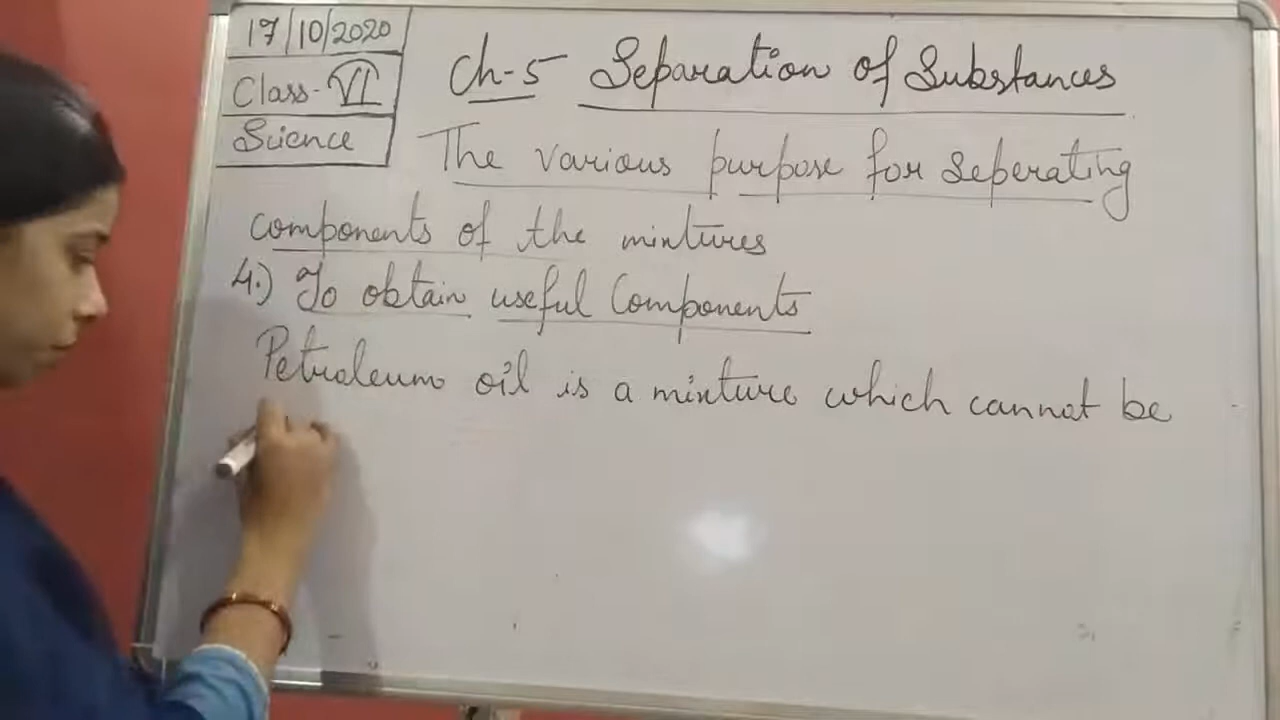 17/10/2020
Class-VI
Science
Ch-5 Separation of Substances
The various purpose for seperating
components of the mixtures
4.) To obtain useful Components
Petroleum oil is a mixture which cannot be